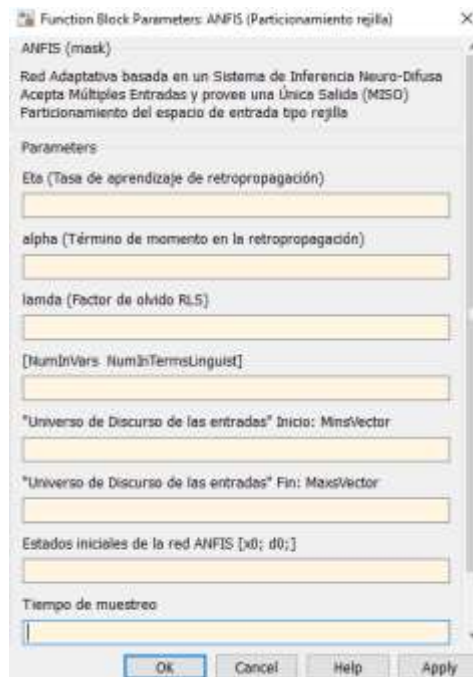 Function Block Parameters: ANFIS (Particionamiento rejilla)
ANFIS (mask)
Red Adaptativa basada en un Sistema de Inferencia Neuro-Difusa
Acepta Múltiples Entradas y provee una Única Salida (MISO)
Particionamiento del espacio de entrada tipo rejilla
Parameters
Eta (Tasa de aprendizaje de retropropagación)
alpha (Término de momento en la retropropagación)
lamda (Factor de olvido RLS)
[NumInVars NumInTermsLinguist]
"Universo de Discurso de las entradas" Inicio: MinsVector
"Universo de Discurso de las entradas" Fin: MaxsVector
Estados iniciales de la red ANFIS [x0; d0;]
Tiempo de muestreo
OK Cancel Help Apply